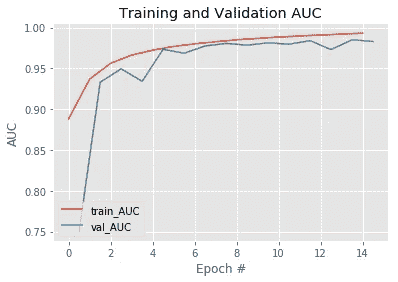 Training and Validation AUC
1.00
0.95
0.90
0.85
0.80
0.75
AUC
train_AUC
val_AUC
0 2 4 6 8 10 12 14
Epoch #